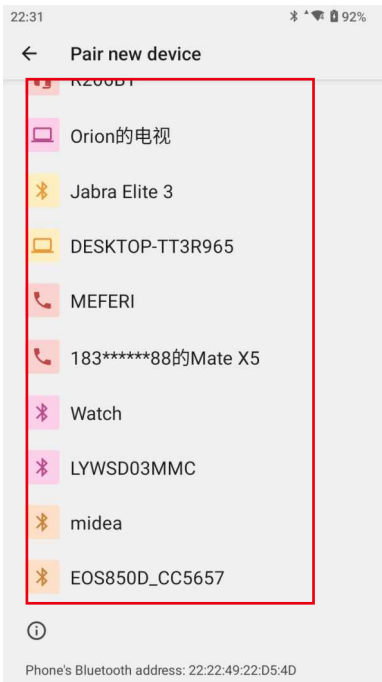 22:31 92%
Pair new device
R200BT
Orion的电视
Jabra Elite 3
DESKTOP-TT3R965
MEFERI
183******88的Mate X5
Watch
LYWSD03MMC
midea
EOS850D_CC5657
Phone's Bluetooth address: 22:22:49:22:D5:4D